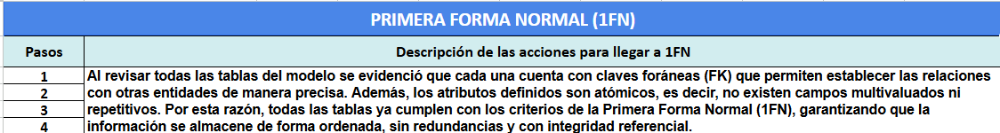 PRIMERA FORMA NORMAL (1FN)
Pasos Descripción de las acciones para llegar a 1FN
1 Al revisar todas las tablas del modelo se evidenció que cada una cuenta con claves foráneas (FK) que permiten establecer las relaciones
2 con otras entidades de manera precisa. Además, los atributos definidos son atómicos, es decir, no existen campos multivaluados ni
3 repetitivos. Por esta razón, todas las tablas ya cumplen con los criterios de la Primera Forma Normal (1FN), garantizando que la
4 información se almacene de forma ordenada, sin redundancias y con integridad referencial.